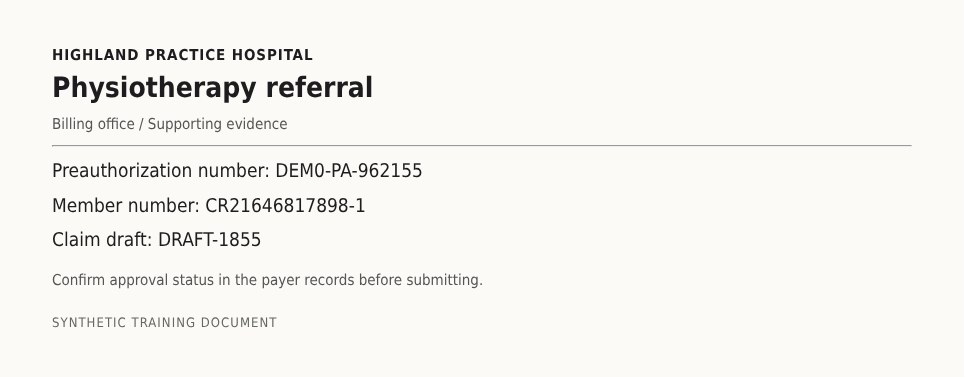 HIGHLAND PRACTICE HOSPITAL
Physiotherapy referral
Billing office / Supporting evidence
Preauthorization number: DEM0-PA-962155
Member number: CR21646817898-1
Claim draft: DRAFT-1855
Confirm approval status in the payer records before submitting.
SYNTHETIC TRAINING DOCUMENT